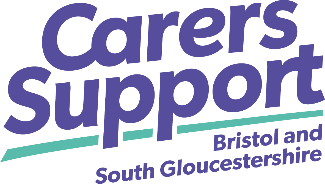 Carers
Support
Bristol and
South Gloucestershire